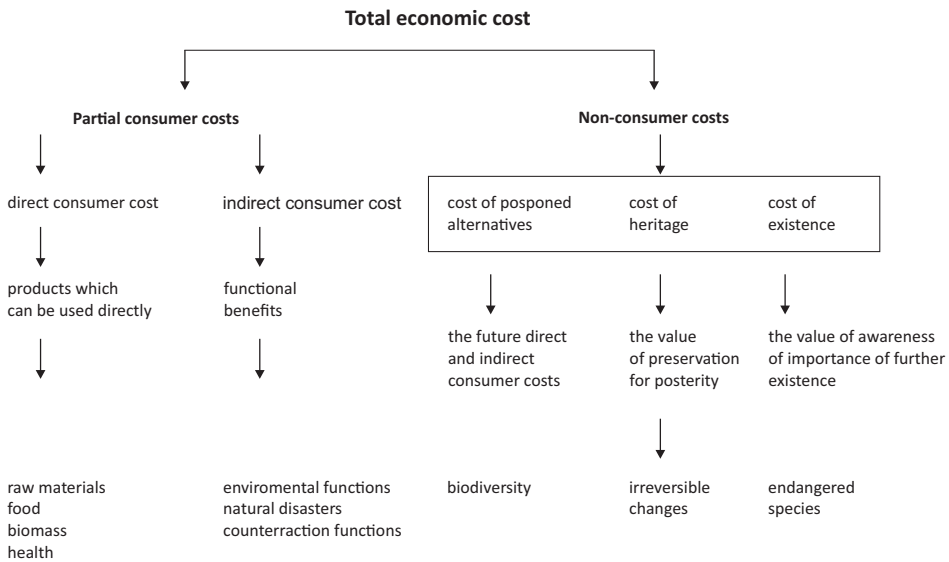 Total economic cost
Partial consumer costs
Non-consumer costs
direct consumer cost
indirect consumer cost
cost of posponed
alternatives
cost of
heritage
cost of
existence
products which
can be used directly
functional
benefits
the future direct
and indirect
consumer costs
the value
of preservation
for posterity
the value of awareness
of importance of further
existence
raw materials
food
biomass
health
enviromental functions
natural disasters
counterraction functions
biodiversity
irreversible
changes
endangered
species